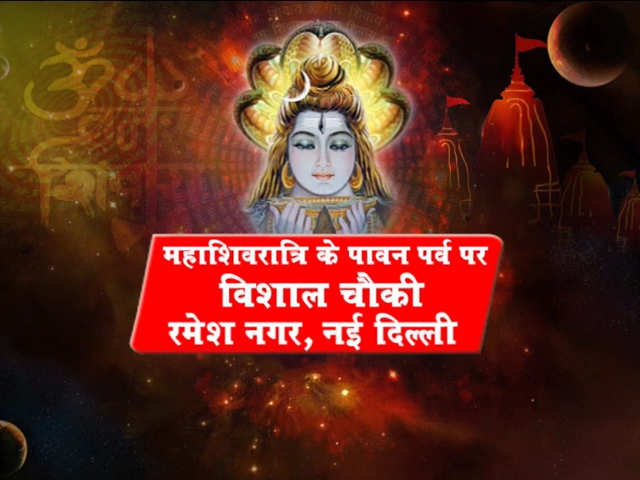 ॐ
शिव
महाशिवरात्रि के पावन पर्व पर
विशाल चौकी
रमेश नगर, नई दिल्ली